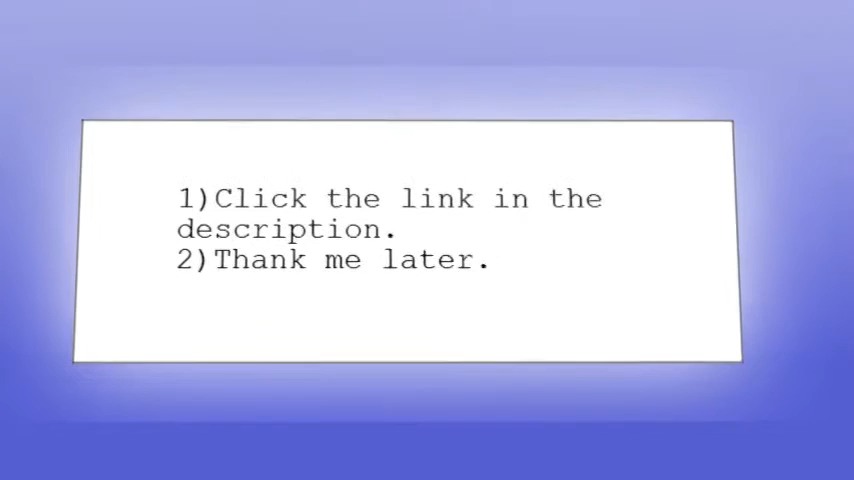 1)Click the link in the
description.
2)Thank me later.